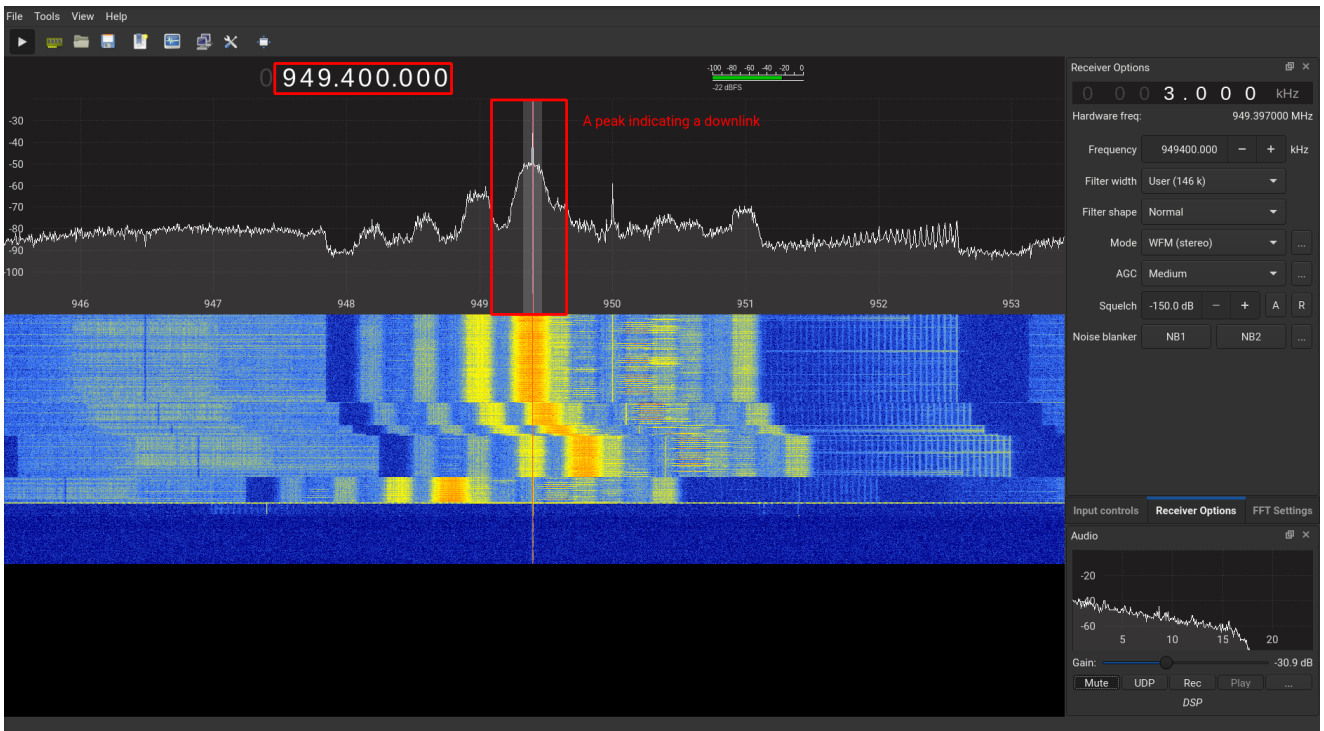 File Tools View Help
0 949.400.000
-100 -80 -60 -40 -20 0
-22 dBFS
A peak indicating a downlink
-30
-40
-50
-60
-70
-80
-90
-100
946 947 948 949 950 951 952 953
Receiver Options
0 0 0 3.000 kHz
Hardware freq: 949.397000 MHz
Frequency 949400.000 − + kHz
Filter width User (146 k)
Filter shape Normal
Mode WFM (stereo) ...
AGC Medium ...
Squelch -150.0 dB − + A R
Noise blanker NB1 NB2 ...
Input controls Receiver Options FFT Settings
Audio
-20
-40
-60
5 10 15 20
Gain: -30.9 dB
Mute UDP Rec Play ...
DSP